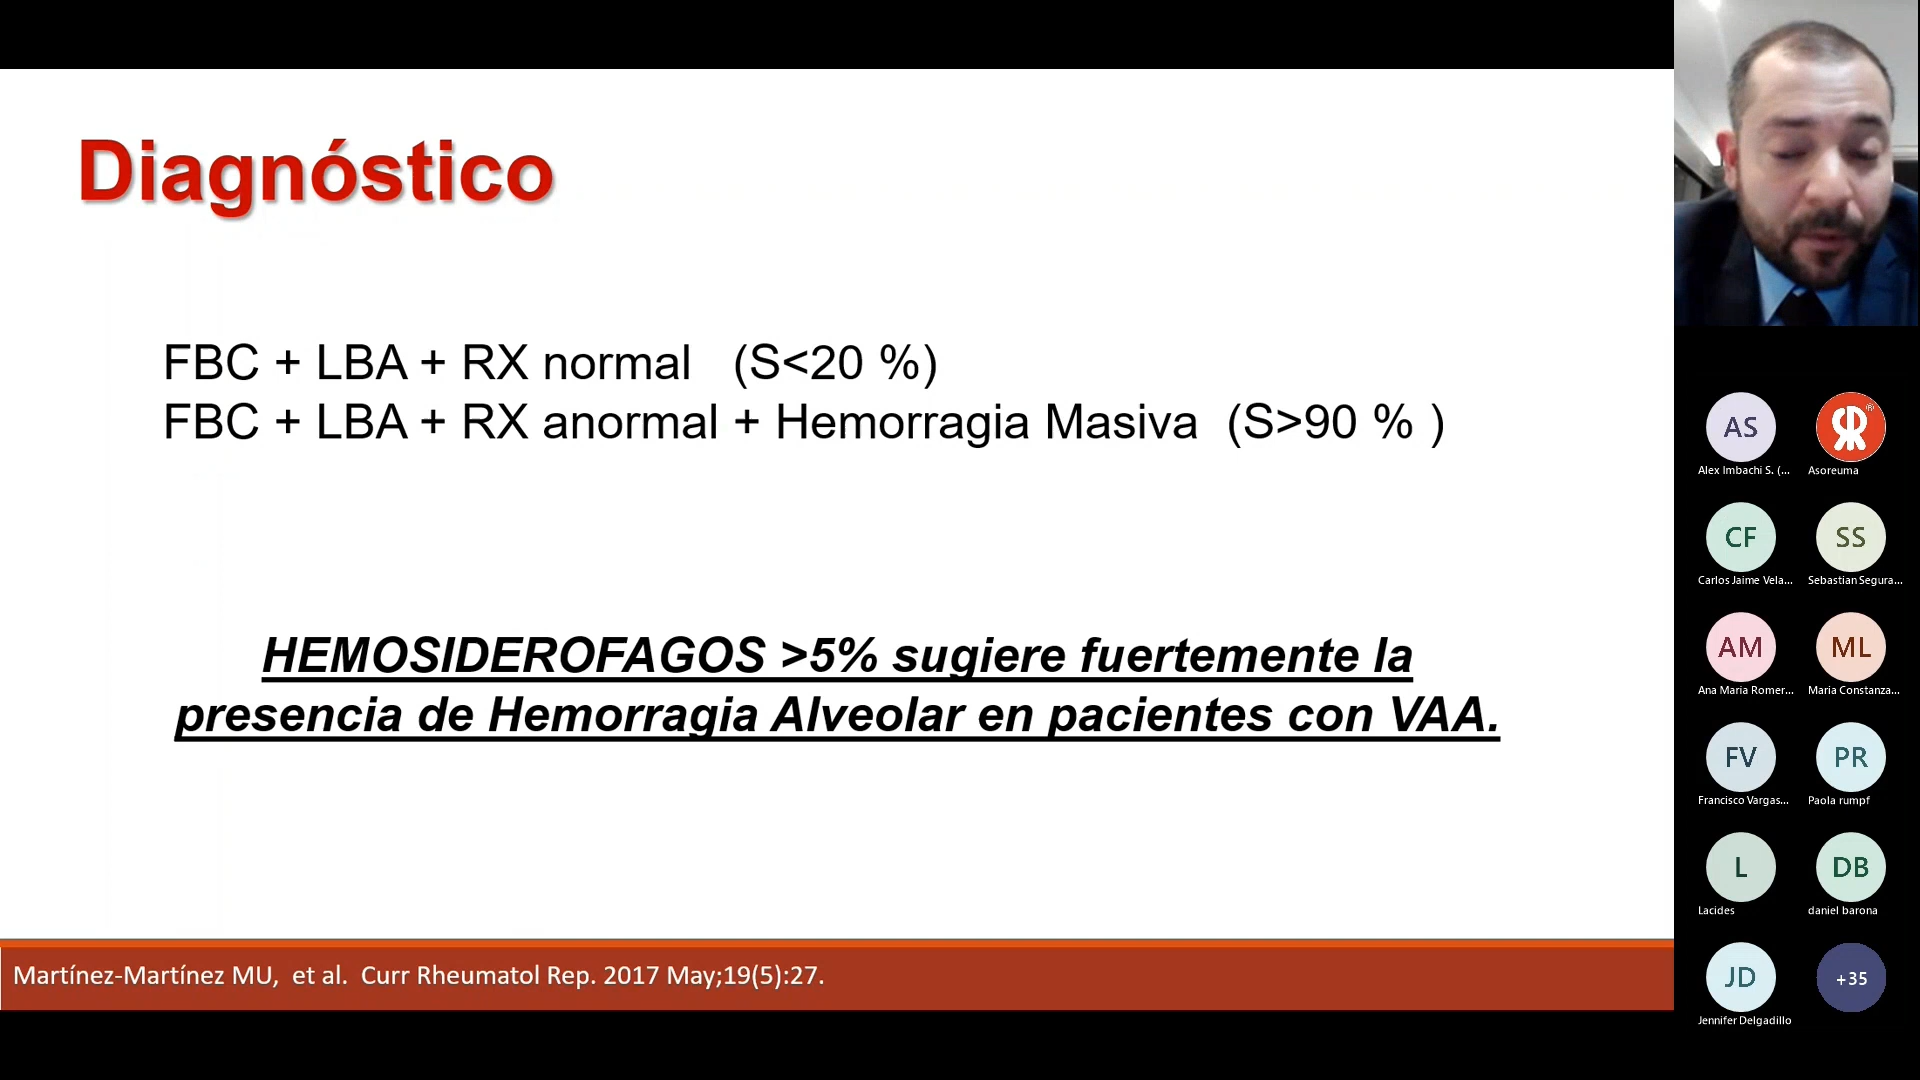 Diagnóstico
FBC + LBA + RX normal (S<20 %)
FBC + LBA + RX anormal + Hemorragia Masiva (S>90 % )
HEMOSIDEROFAGOS >5% sugiere fuertemente la
presencia de Hemorragia Alveolar en pacientes con VAA.
Martínez-Martínez MU, et al. Curr Rheumatol Rep. 2017 May;19(5):27.
AS
Alex Imbachi S. (...
Asoreuma
CF
Carlos Jaime Vela...
SS
Sebastian Segura...
AM
Ana Maria Romer...
ML
Maria Constanza...
FV
Francisco Vargas...
PR
Paola rumpf
L
Lacides
DB
daniel barona
JD
Jennifer Delgadillo
+35